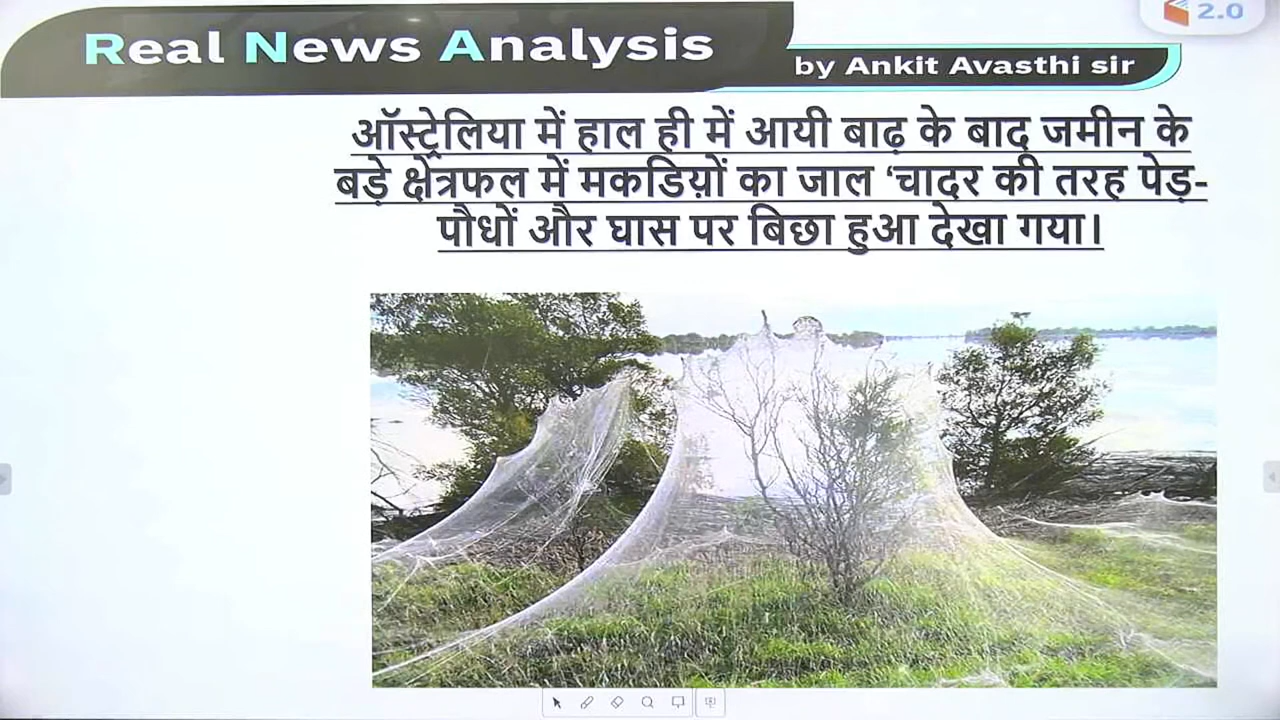 Real News Analysis
by Ankit Avasthi sir
2.0
ऑस्ट्रेलिया में हाल ही में आयी बाढ़ के बाद जमीन के
बड़े क्षेत्रफल में मकडिय़ों का जाल ‘चादर की तरह पेड़-
पौधों और घास पर बिछा हुआ देखा गया।